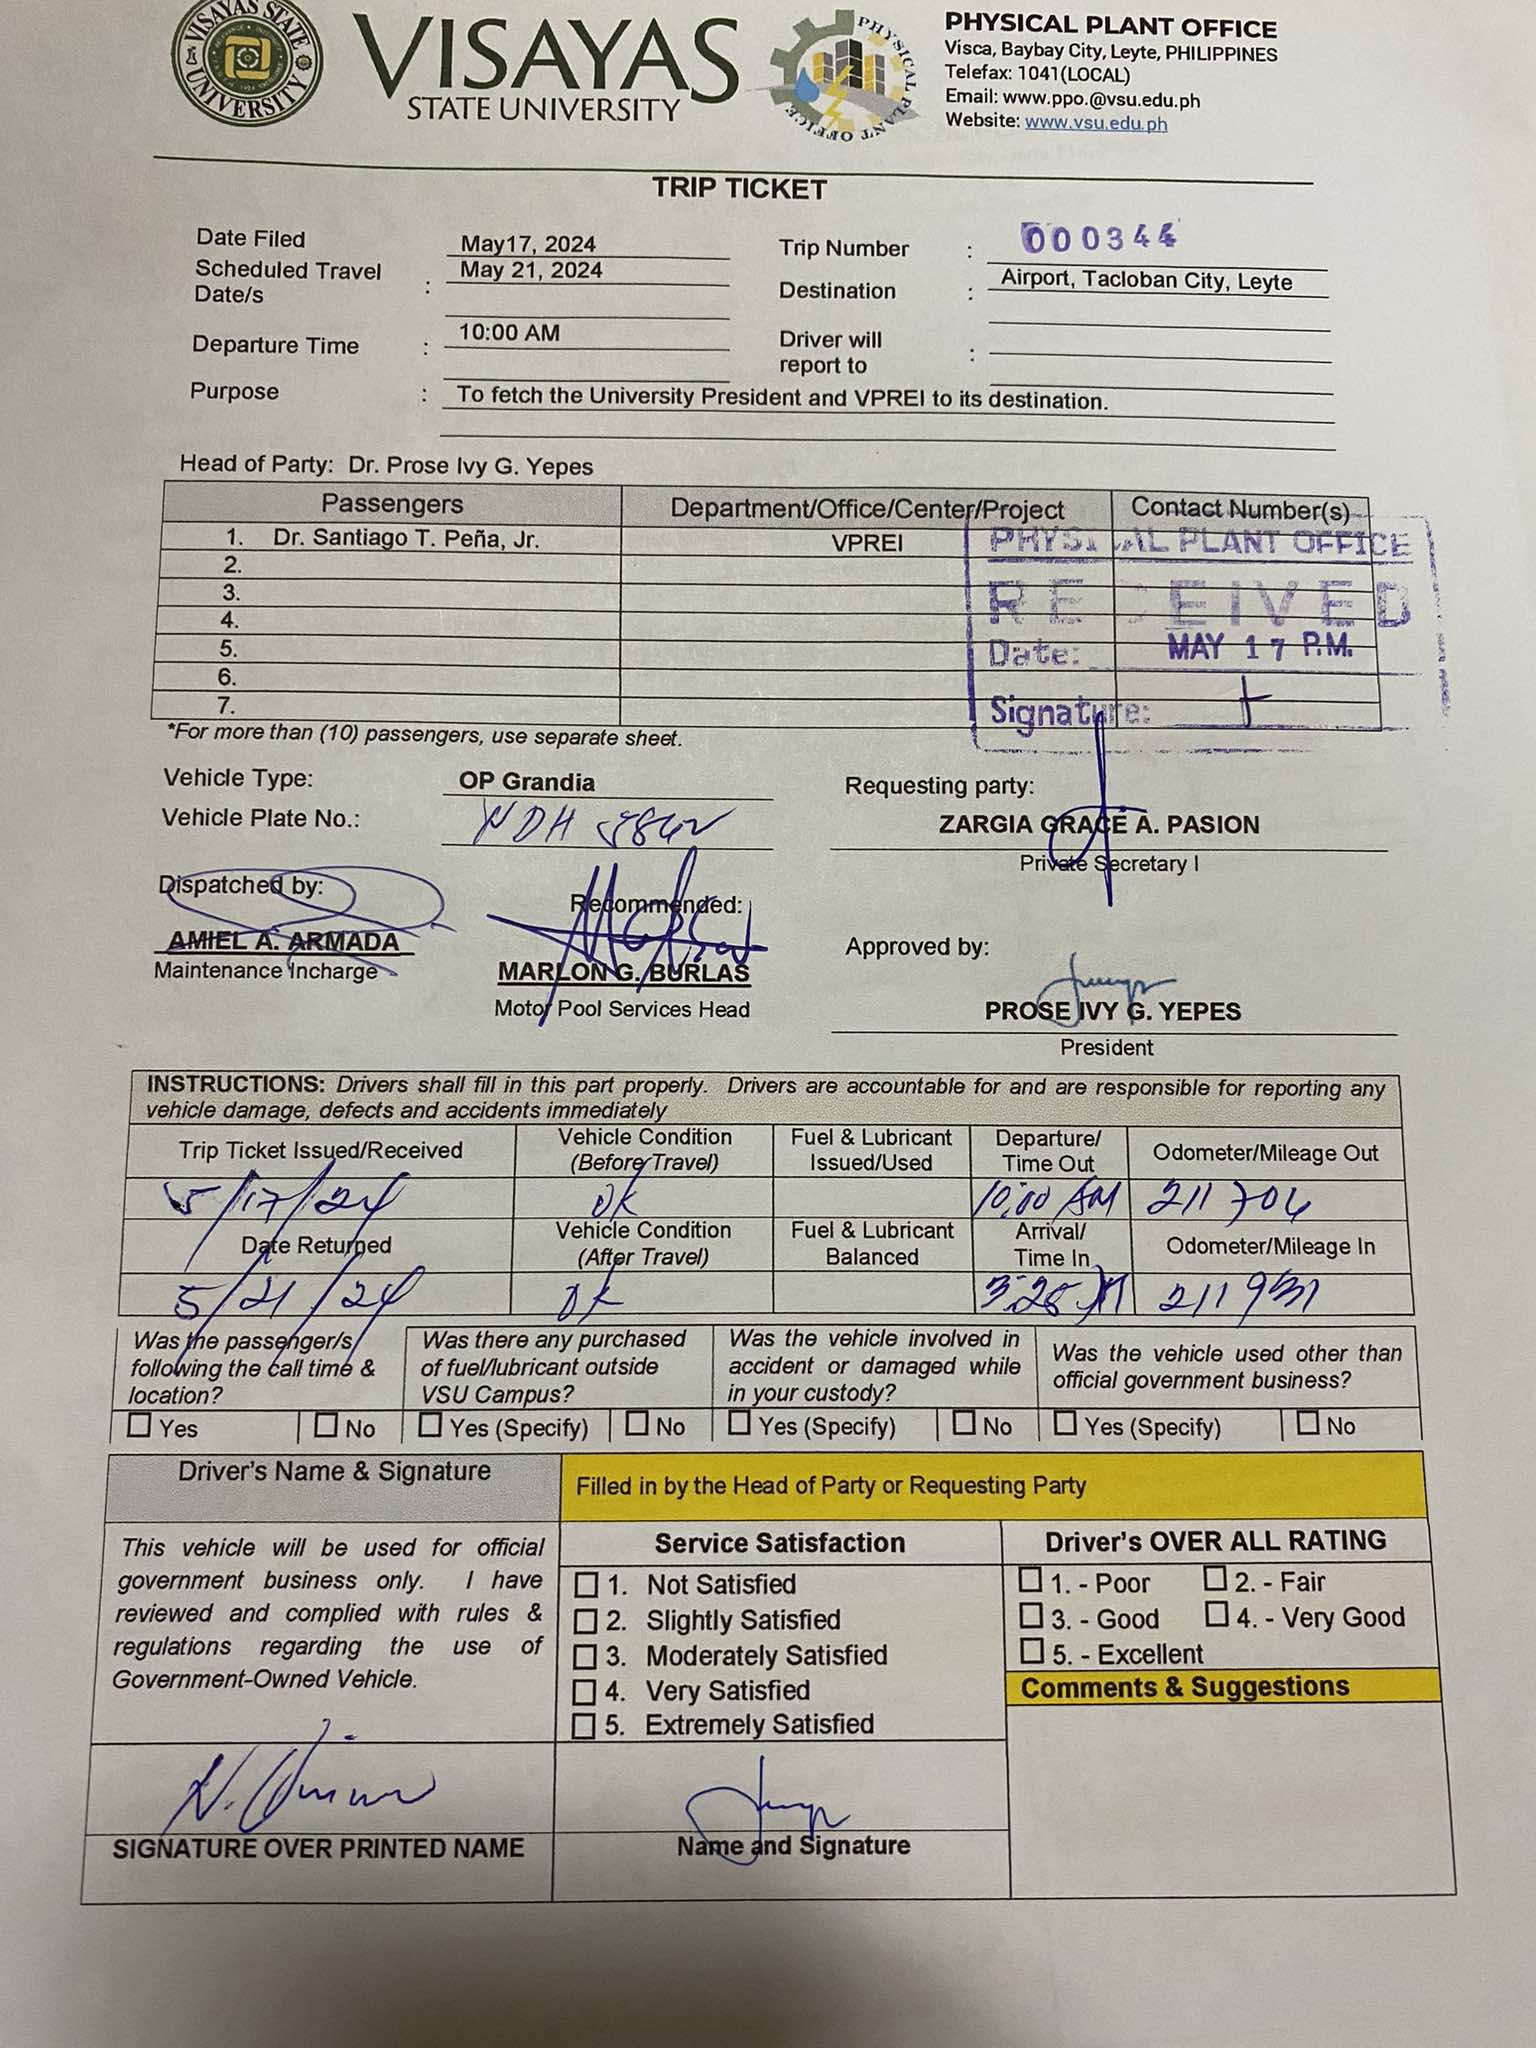 VISAYAS STATE UNIVERSITY
VISAYAS
STATE UNIVERSITY
PHYSICAL PLANT OFFICE
PHYSICAL PLANT OFFICE
Visca, Baybay City, Leyte, PHILIPPINES
Telefax: 1041(LOCAL)
Email: www.ppo.@vsu.edu.ph
Website: www.vsu.edu.ph
TRIP TICKET
Date Filed May17, 2024 Trip Number : 000344
Scheduled Travel Date/s : May 21, 2024 Destination : Airport, Tacloban City, Leyte
Departure Time : 10:00 AM Driver will report to :
Purpose : To fetch the University President and VPREI to its destination.
Head of Party: Dr. Prose Ivy G. Yepes
Passengers Department/Office/Center/Project Contact Number(s)
1. Dr. Santiago T. Peña, Jr. VPREI
2.
3.
4.
5.
6.
7.
PHYSICAL PLANT OFFICE
RECEIVED
Date: MAY 17 P.M.
Signature:
*For more than (10) passengers, use separate sheet.
Vehicle Type: OP Grandia Requesting party:
Vehicle Plate No.: ZARGIA GRACE A. PASION
Private Secretary I
Dispatched by: Recommended:
AMIEL A. ARMADA
Maintenance Incharge
MARLON G. BURLAS
Motor Pool Services Head
Approved by:
PROSE IVY G. YEPES
President
INSTRUCTIONS: Drivers shall fill in this part properly. Drivers are accountable for and are responsible for reporting any
vehicle damage, defects and accidents immediately
Trip Ticket Issued/Received Vehicle Condition (Before Travel) Fuel & Lubricant Issued/Used Departure/ Time Out Odometer/Mileage Out
5/17/24 OK 10:00 AM 211706
Date Returned Vehicle Condition (After Travel) Fuel & Lubricant Balanced Arrival/ Time In Odometer/Mileage In
5/21/24 OK 3:25 211931
Was the passenger/s following the call time & location?
Was there any purchased of fuel/lubricant outside VSU Campus?
Was the vehicle involved in accident or damaged while in your custody?
Was the vehicle used other than official government business?
Yes No Yes (Specify) No Yes (Specify) No Yes (Specify) No
Driver's Name & Signature
Filled in by the Head of Party or Requesting Party
This vehicle will be used for official
government business only. I have
reviewed and complied with rules &
regulations regarding the use of
Government-Owned Vehicle.
Service Satisfaction
1. Not Satisfied
2. Slightly Satisfied
3. Moderately Satisfied
4. Very Satisfied
5. Extremely Satisfied
Driver's OVER ALL RATING
1. - Poor 2. - Fair
3. - Good 4. - Very Good
5. - Excellent
Comments & Suggestions
SIGNATURE OVER PRINTED NAME
Name and Signature